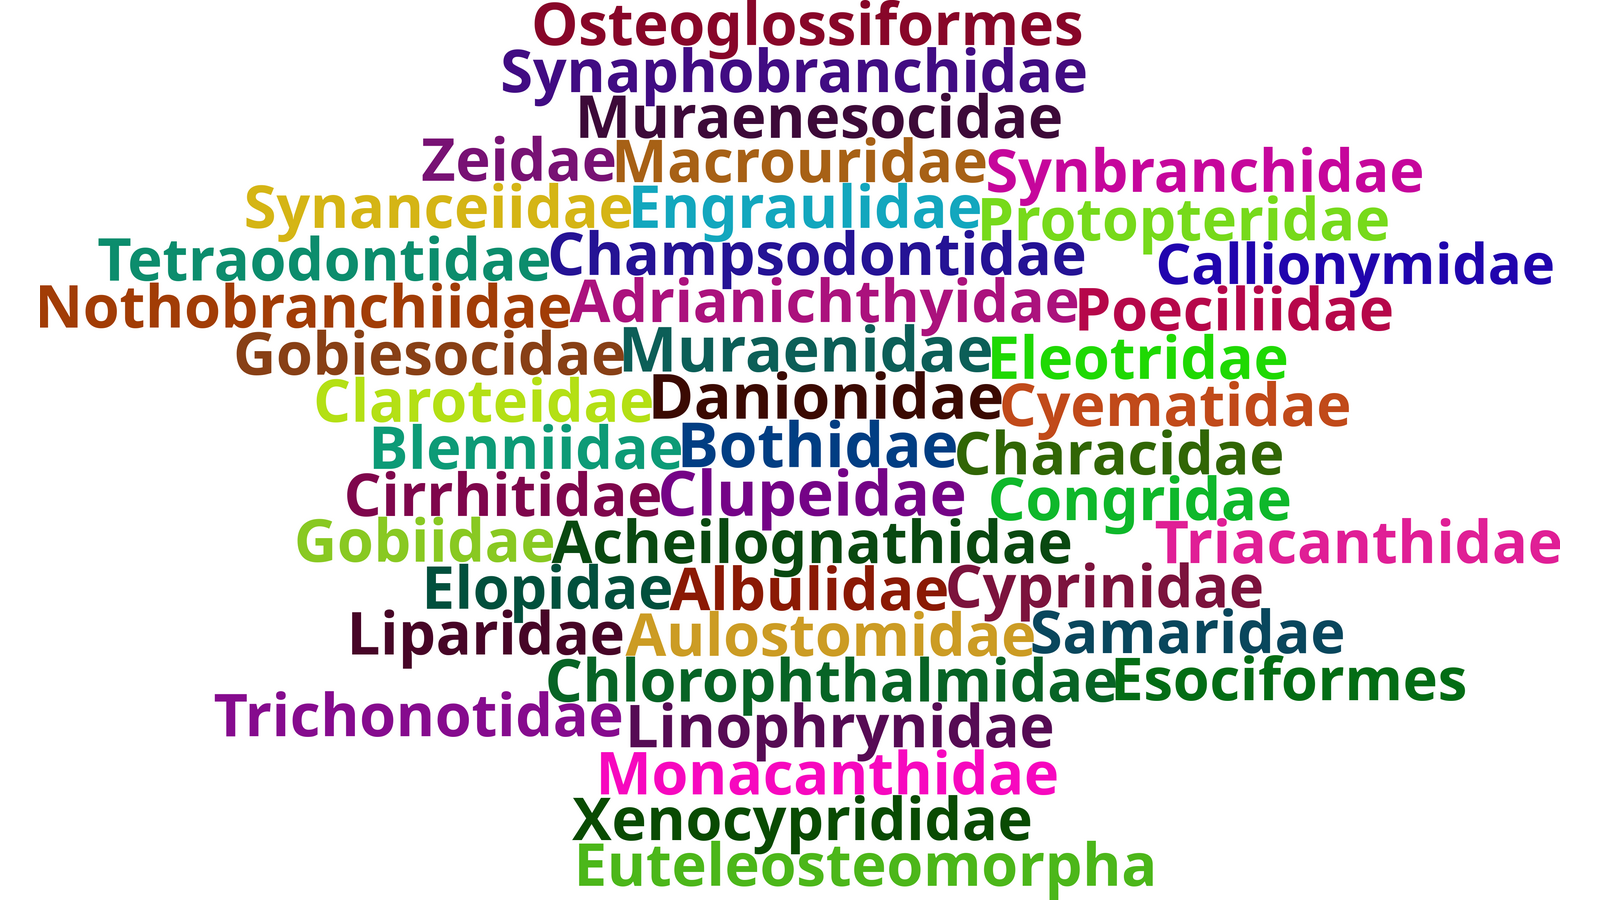 Osteoglossiformes
Synaphobranchidae
Muraenesocidae
Zeidae Macrouridae Synbranchidae
Synanceiidae Engraulidae Protopteridae
Tetraodontidae Champsodontidae Callionymidae
Nothobranchiidae Adrianichthyidae Poeciliidae
Gobiesocidae Muraenidae Eleotridae
Claroteidae Danionidae Cyematidae
Blenniidae Bothidae Characidae
Cirrhitidae Clupeidae Congridae
Gobiidae Acheilognathidae Triacanthidae
Elopidae Albulidae Cyprinidae
Liparidae Aulostomidae Samaridae
Chlorophthalmidae Esociformes
Trichonotidae Linophrynidae
Monacanthidae
Xenocyprididae
Euteleosteomorpha